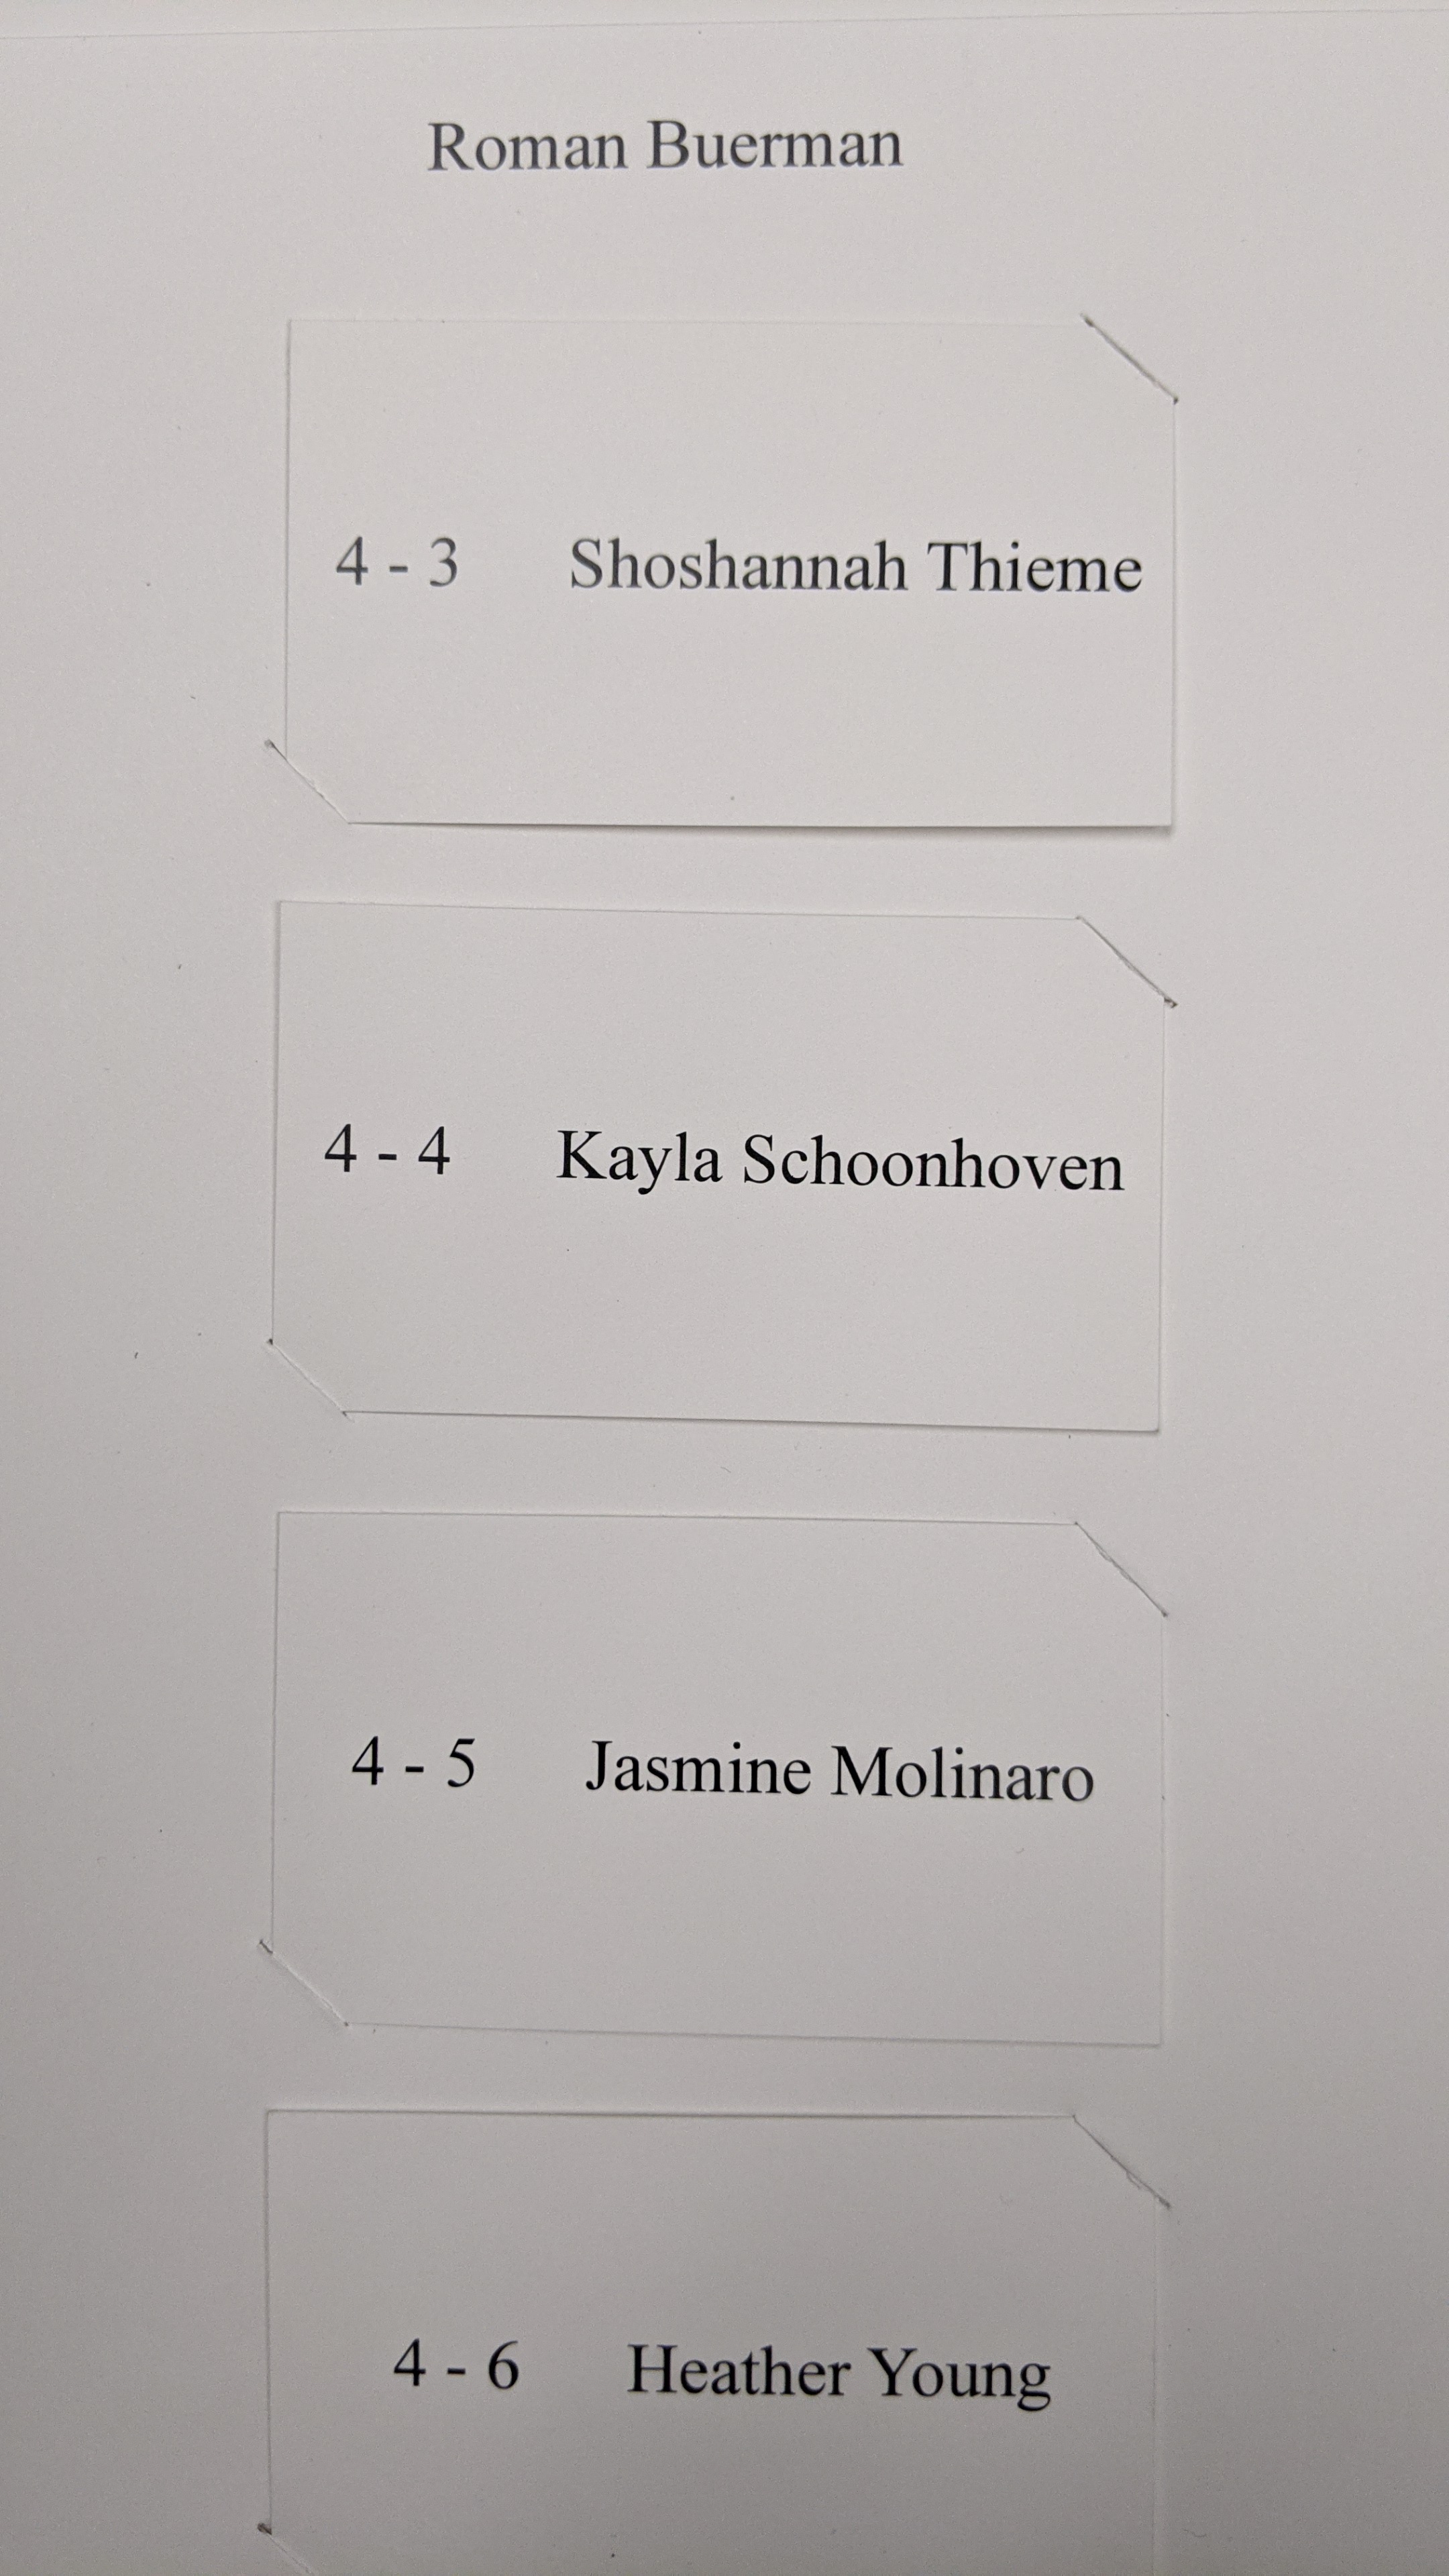 Roman Buerman
4 - 3 Shoshannah Thieme
4 - 4 Kayla Schoonhoven
4 - 5 Jasmine Molinaro
4 - 6 Heather Young